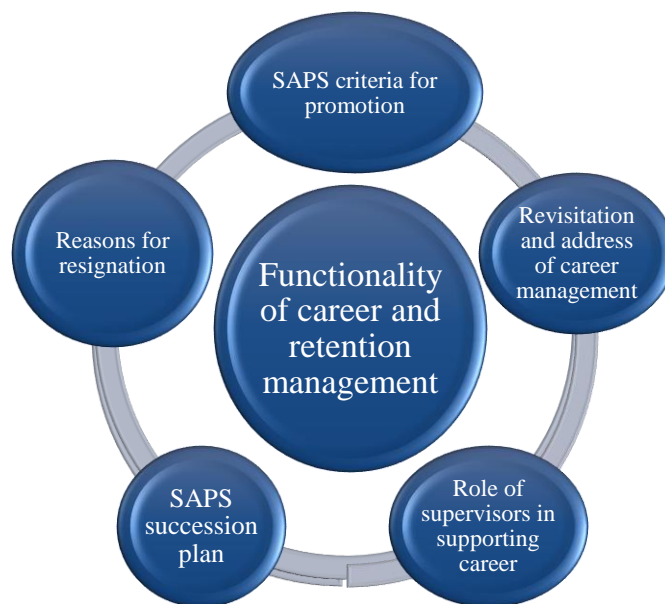 SAPS criteria for
promotion
Revisitation
and address
of career
management
Reasons for
resignation
Functionality
of career and
retention
management
SAPS
succession
plan
Role of
supervisors in
supporting
career